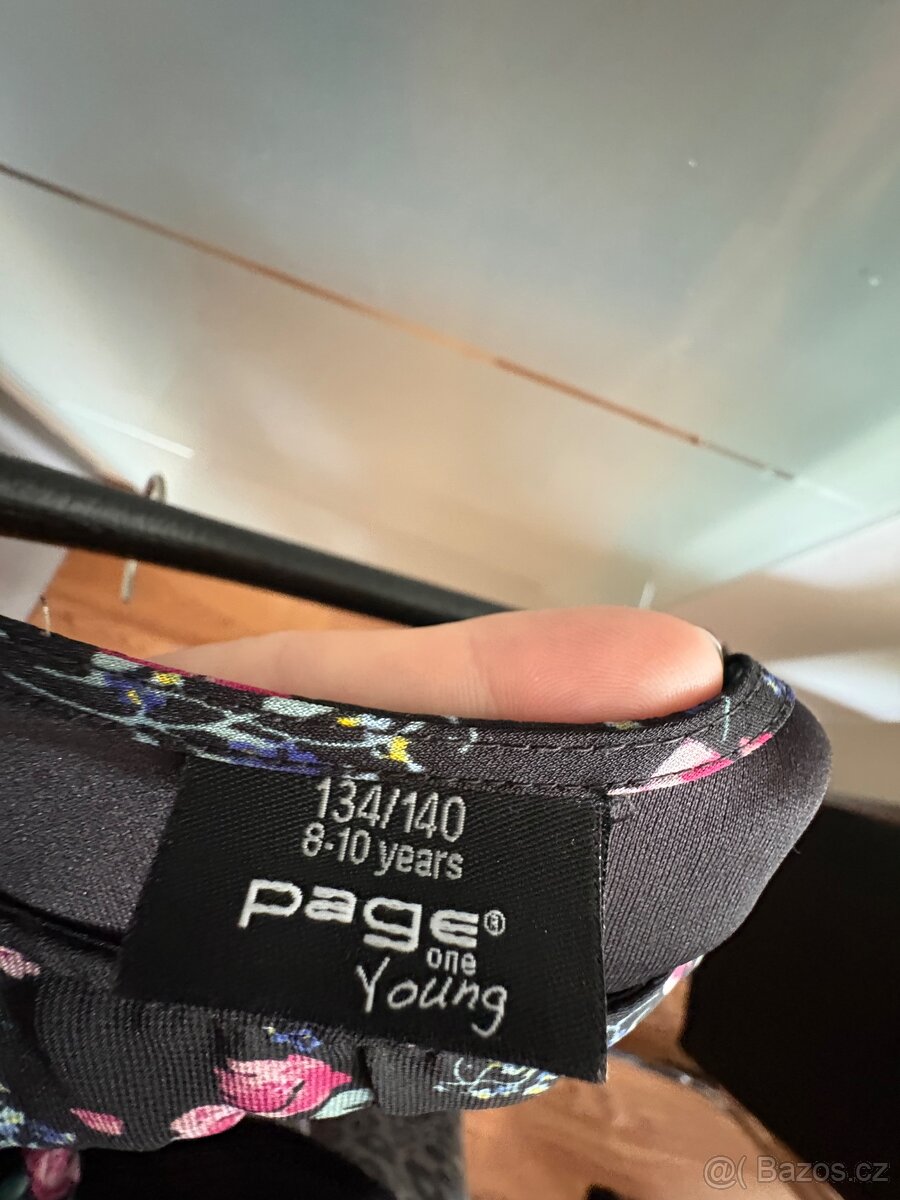 134/140
8-10 years
page®
one
Young
@( Bazos.cz